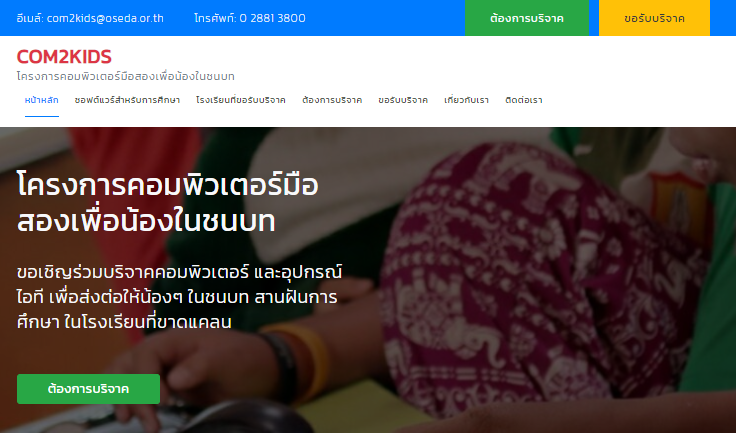 อีเมล์: com2kids@oseda.or.th โทรศัพท์: 0 2881 3800 ต้องการบริจาค ขอรับบริจาค
COM2KIDS
โครงการคอมพิวเตอร์มือสองเพื่อน้องในชนบท
หน้าหลัก ซอฟต์แวร์สำหรับการศึกษา โรงเรียนที่ขอรับบริจาค ต้องการบริจาค ขอรับบริจาค เกี่ยวกับเรา ติดต่อเรา
โครงการคอมพิวเตอร์มือ
สองเพื่อน้องในชนบท
ขอเชิญร่วมบริจาคคอมพิวเตอร์ และอุปกรณ์
ไอที เพื่อส่งต่อให้น้องๆ ในชนบท สานฝันการ
ศึกษา ในโรงเรียนที่ขาดแคลน
ต้องการบริจาค